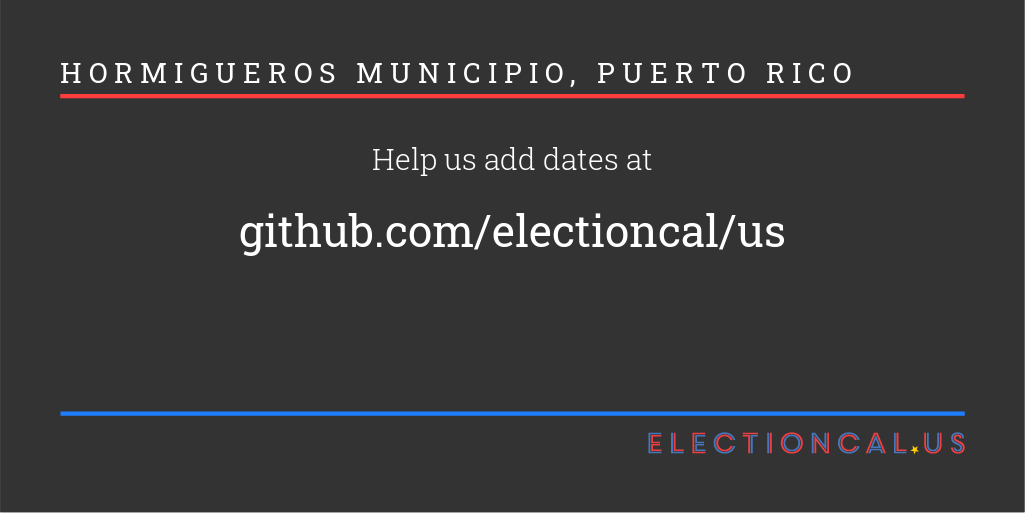 HORMIGUEROS MUNICIPIO, PUERTO RICO
Help us add dates at
github.com/electioncal/us
ELECTIONCAL.US